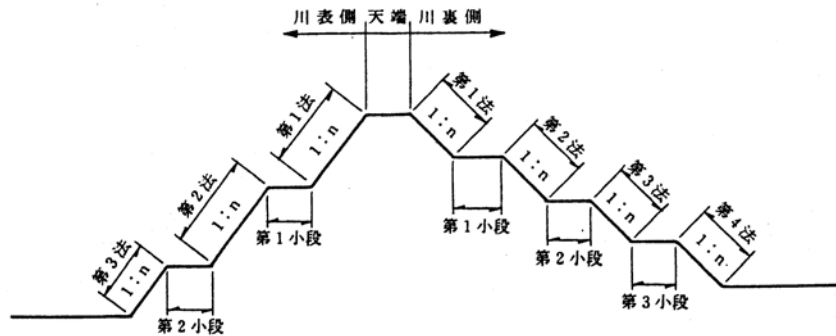 川表側 天端 川裏側
第1法
1:n
第2法
1:n
第3法
1:n
第1小段
第2小段
第1法
1:n
第2法
1:n
第3法
1:n
第4法
1:n
第1小段
第2小段
第3小段